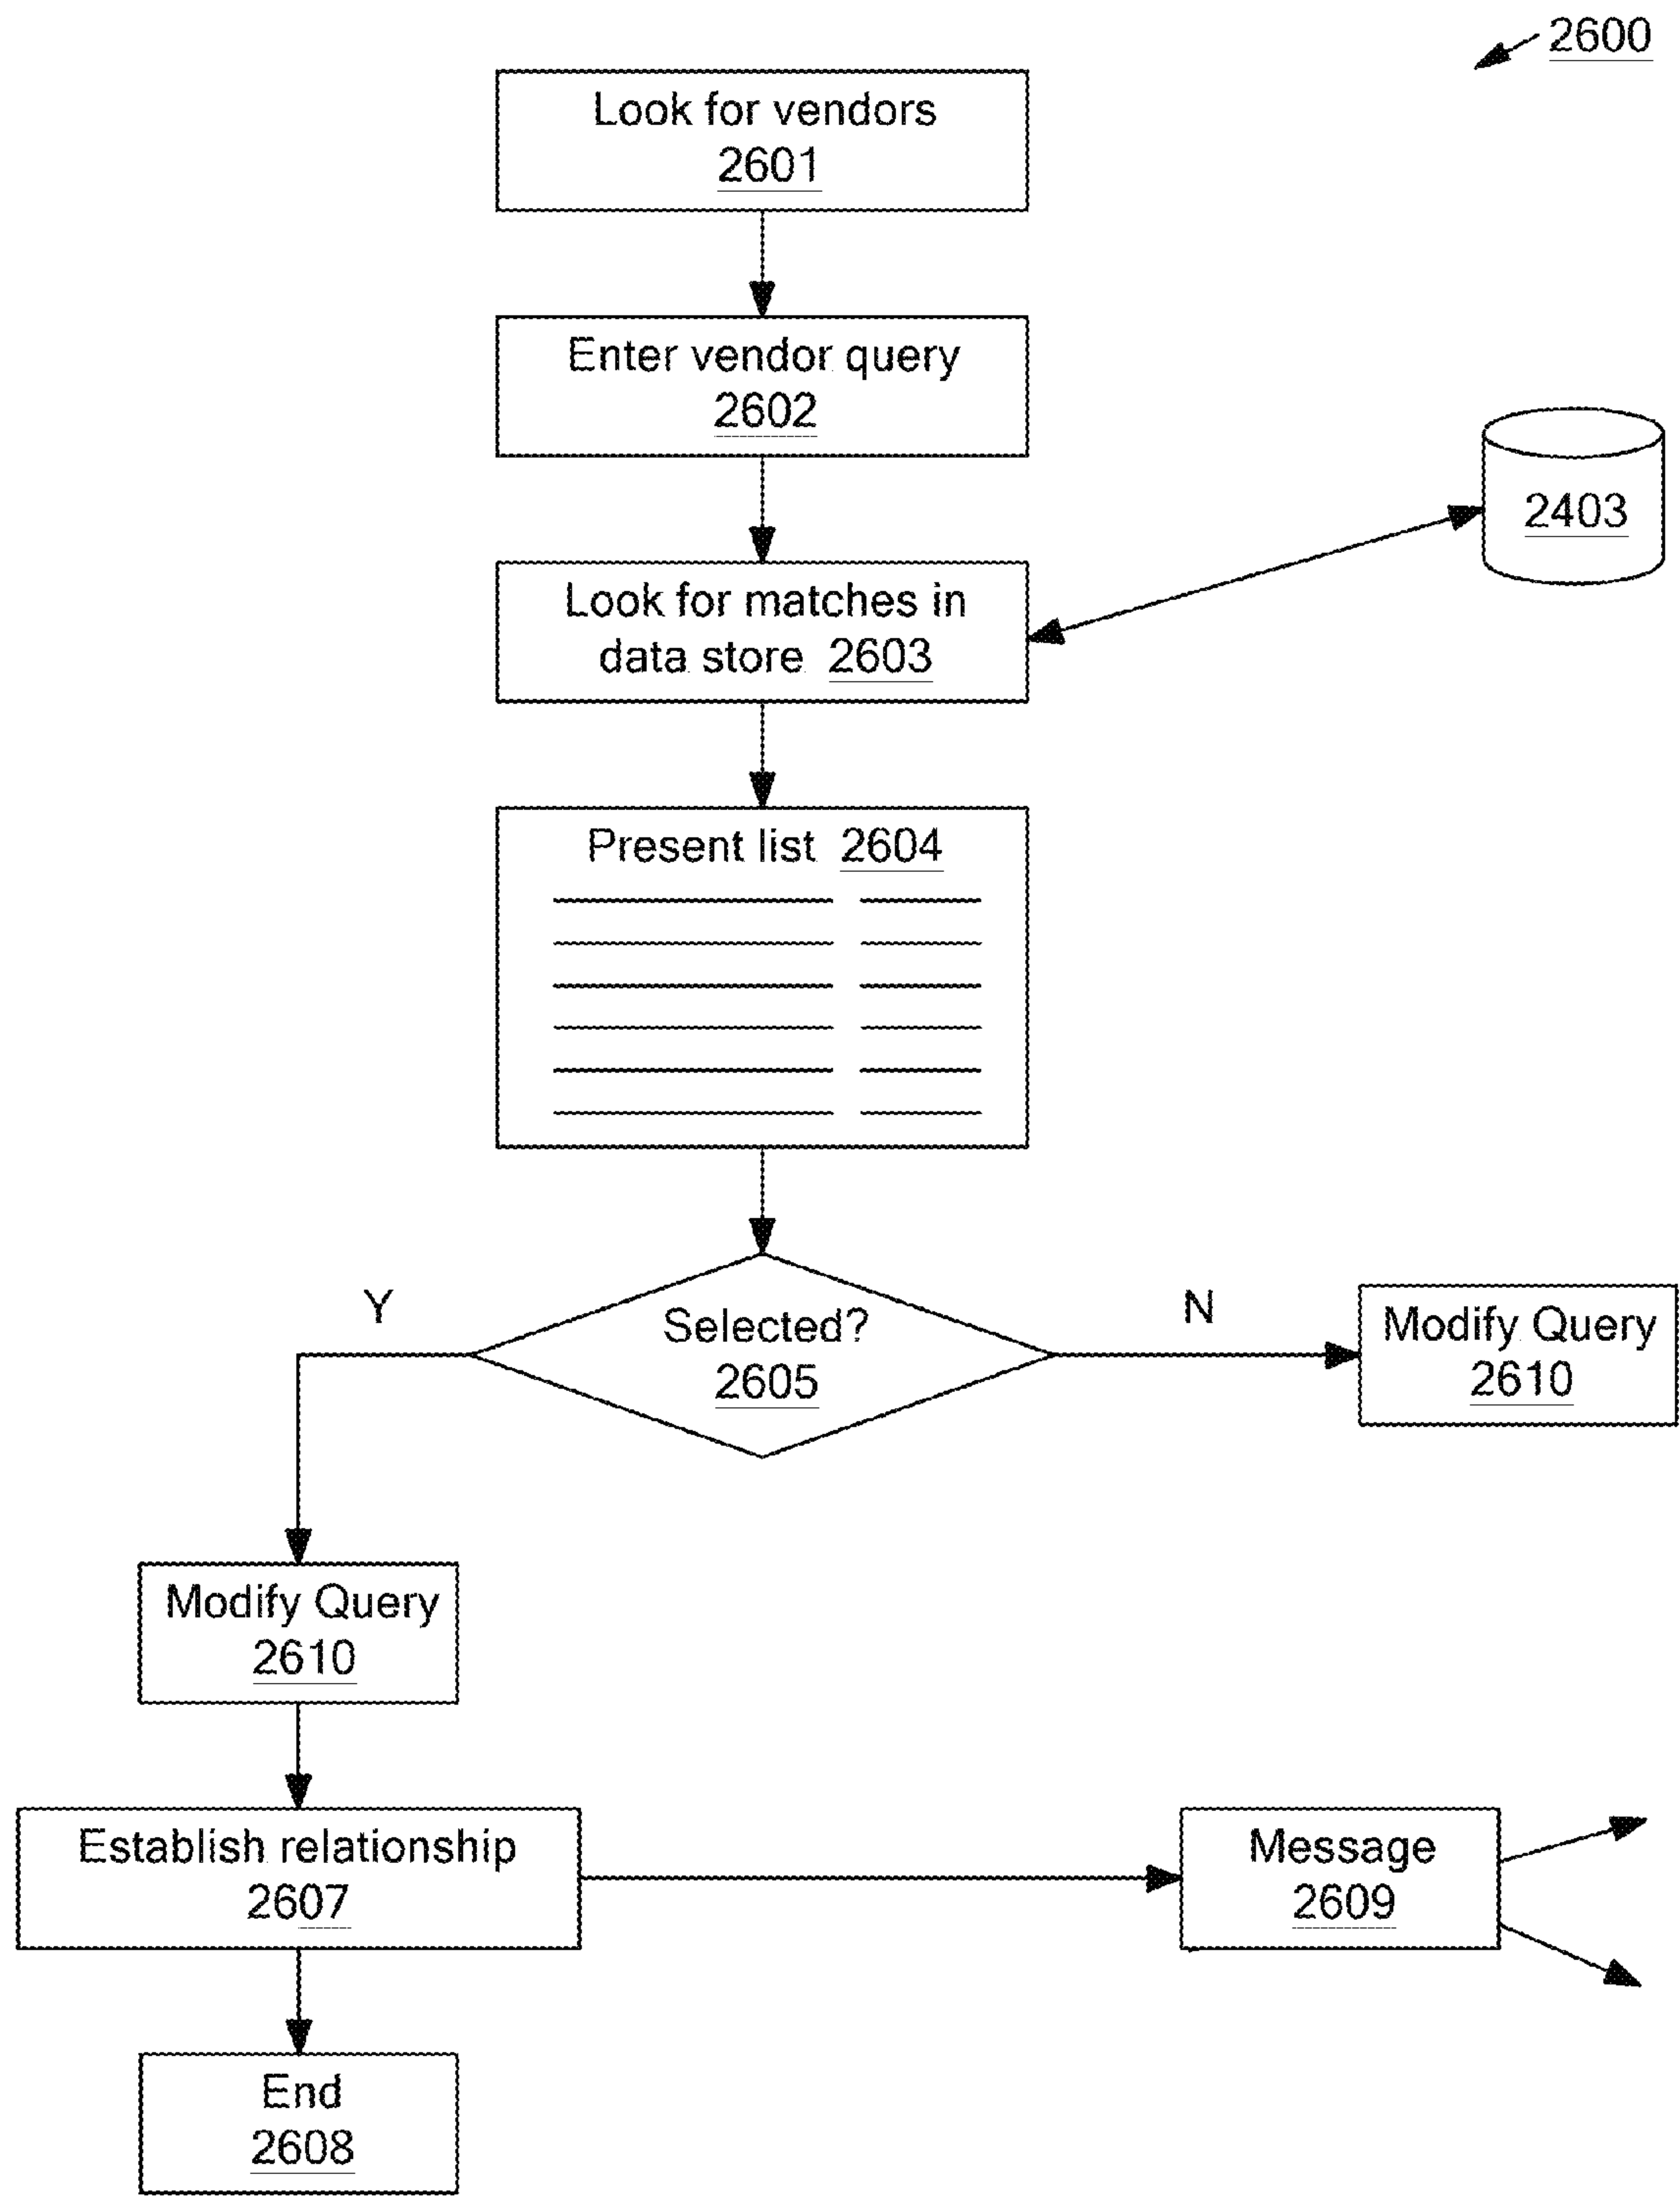 2600
Look for vendors
2601
Enter vendor query
2602
2403
Look for matches in
data store 2603
Present list 2604
Y
N
Selected?
2605
Modify Query
2610
Modify Query
2610
Establish relationship
2607
Message
2609
End
2608